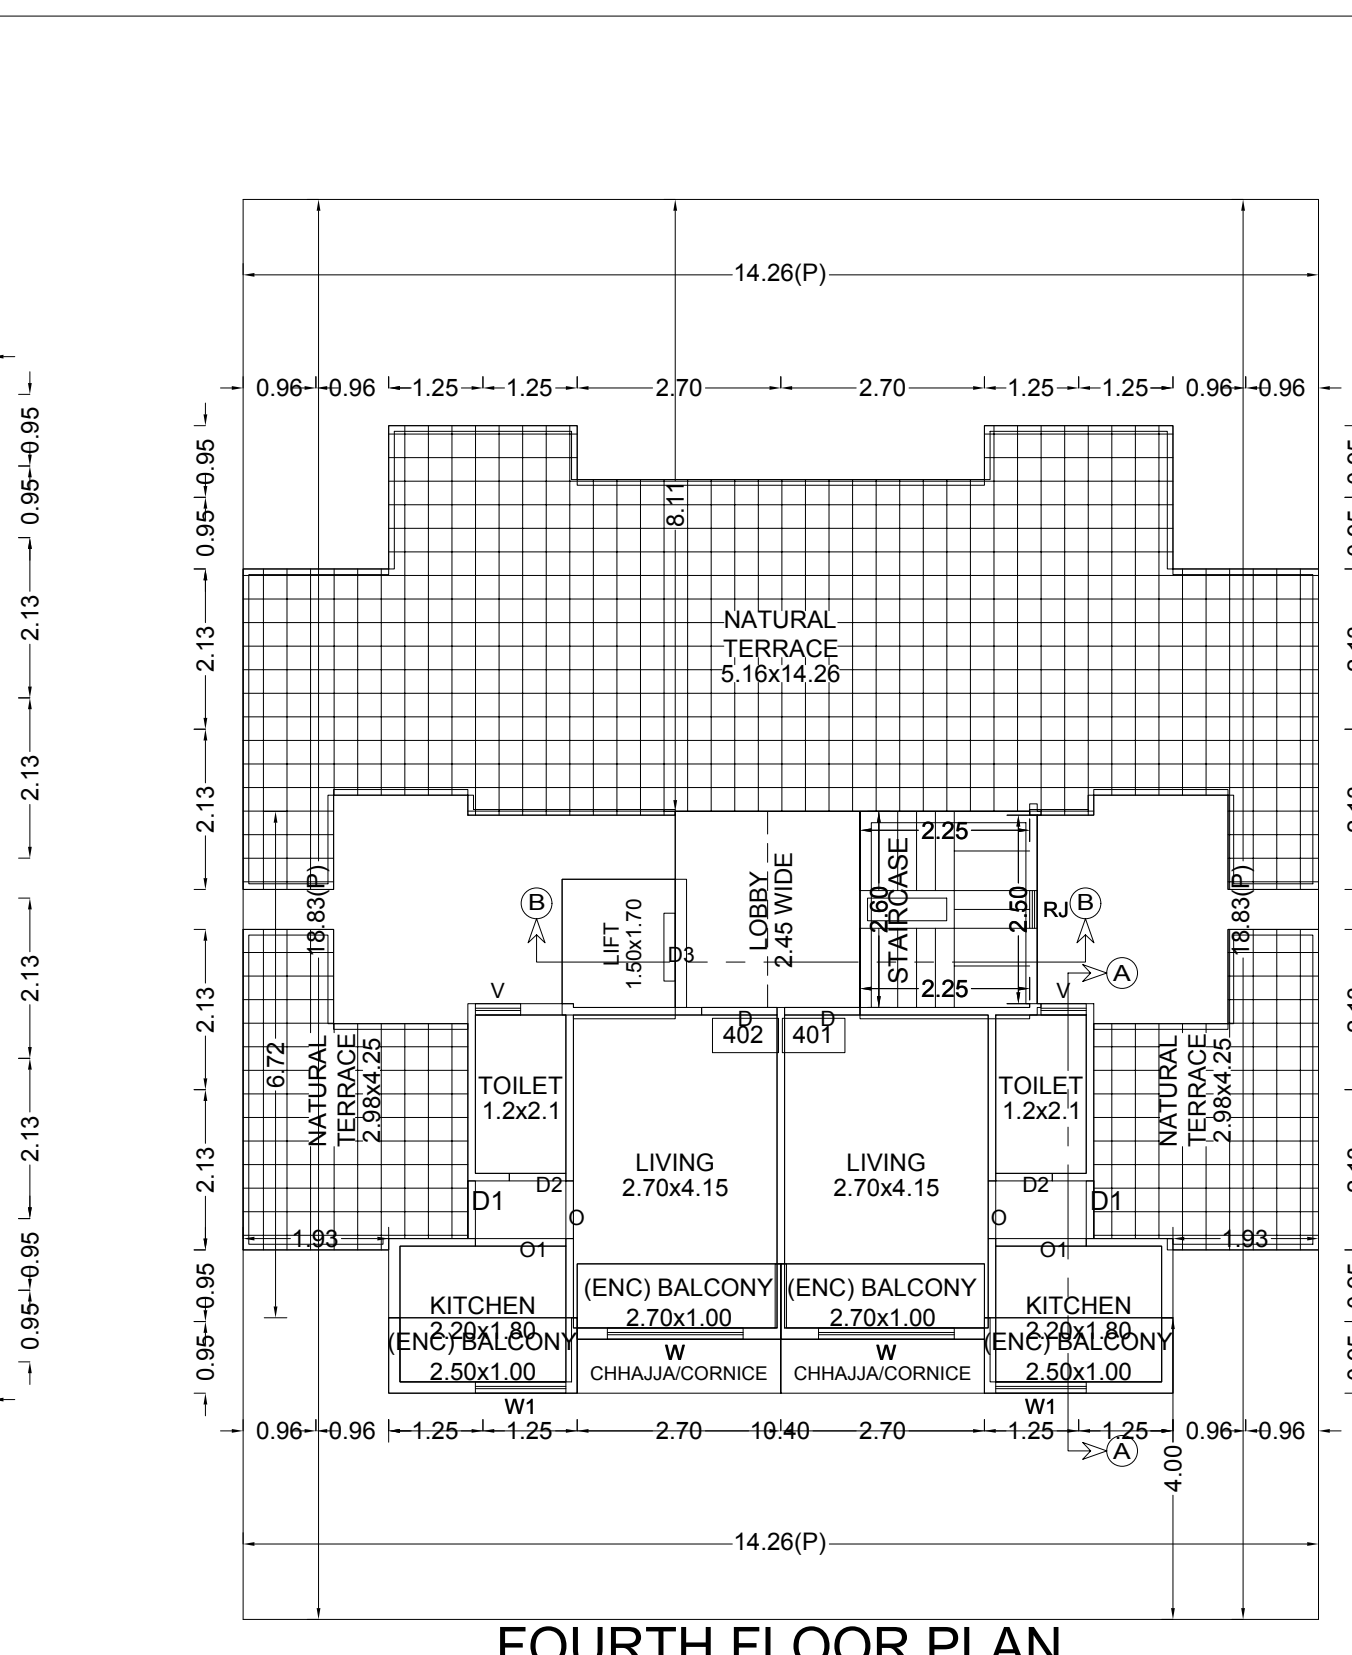 14.26(P)
0.96 0.96 1.25 1.25 2.70 2.70 1.25 1.25 0.96 0.96
0.95
0.95
2.13
2.13
2.13
2.13
0.95
0.95
0.95
0.95
2.13
2.13
2.13
2.13
0.95
0.95
8.11
NATURAL
TERRACE
5.16x14.26
18.83(P)
18.83(P)
6.72
B
LIFT
1.50x1.70
D3
LOBBY
2.45 WIDE
STAIRCASE
2.25
2.60
2.50
2.25
RJ
B
A
V
V
D
402
D
401
NATURAL
TERRACE
2.98x4.25
NATURAL
TERRACE
2.98x4.25
TOILET
1.2x2.1
TOILET
1.2x2.1
LIVING
2.70x4.15
LIVING
2.70x4.15
D2
D2
D1
D1
O
O
O1
O1
1.93
1.93
KITCHEN
2.20x1.80
(ENC) BALCONY
2.50x1.00
(ENC) BALCONY
2.70x1.00
(ENC) BALCONY
2.70x1.00
KITCHEN
2.20x1.80
(ENC) BALCONY
2.50x1.00
W
CHHAJJA/CORNICE
W
CHHAJJA/CORNICE
W1
W1
0.96 0.96 1.25 1.25 2.70 10.40 2.70 1.25 1.25 0.96 0.96
A
4.00
14.26(P)
FOURTH FLOOR PLAN